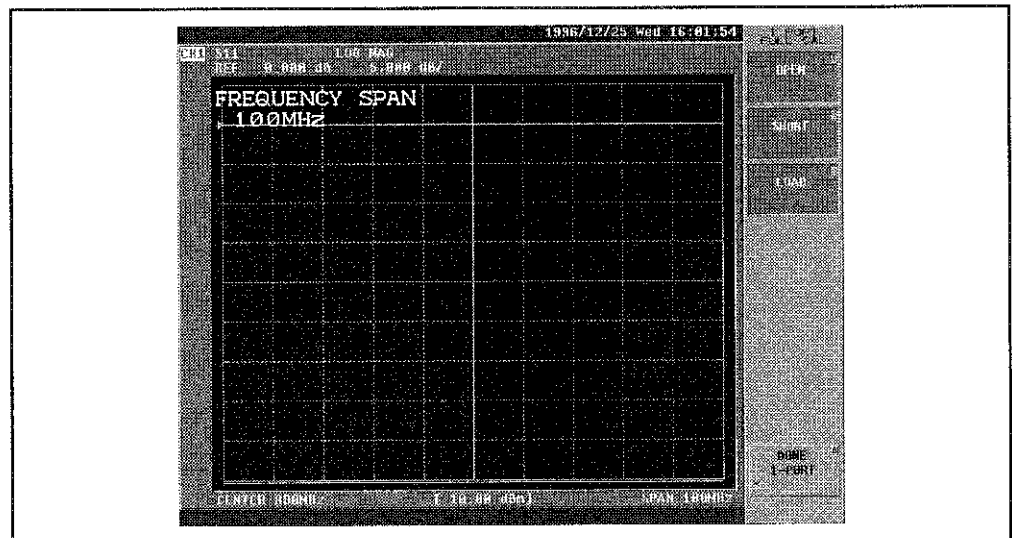 1996/12/25 Wed 16:01:54
CH1 S11 LOG MAG
REF 0.000 dB 5.000 dB/
FREQUENCY SPAN
100MHz
OPEN
SHORT
LOAD
DONE
1-PORT
CENTER 800MHz [ 10.00 dBm] SPAN 100MHz